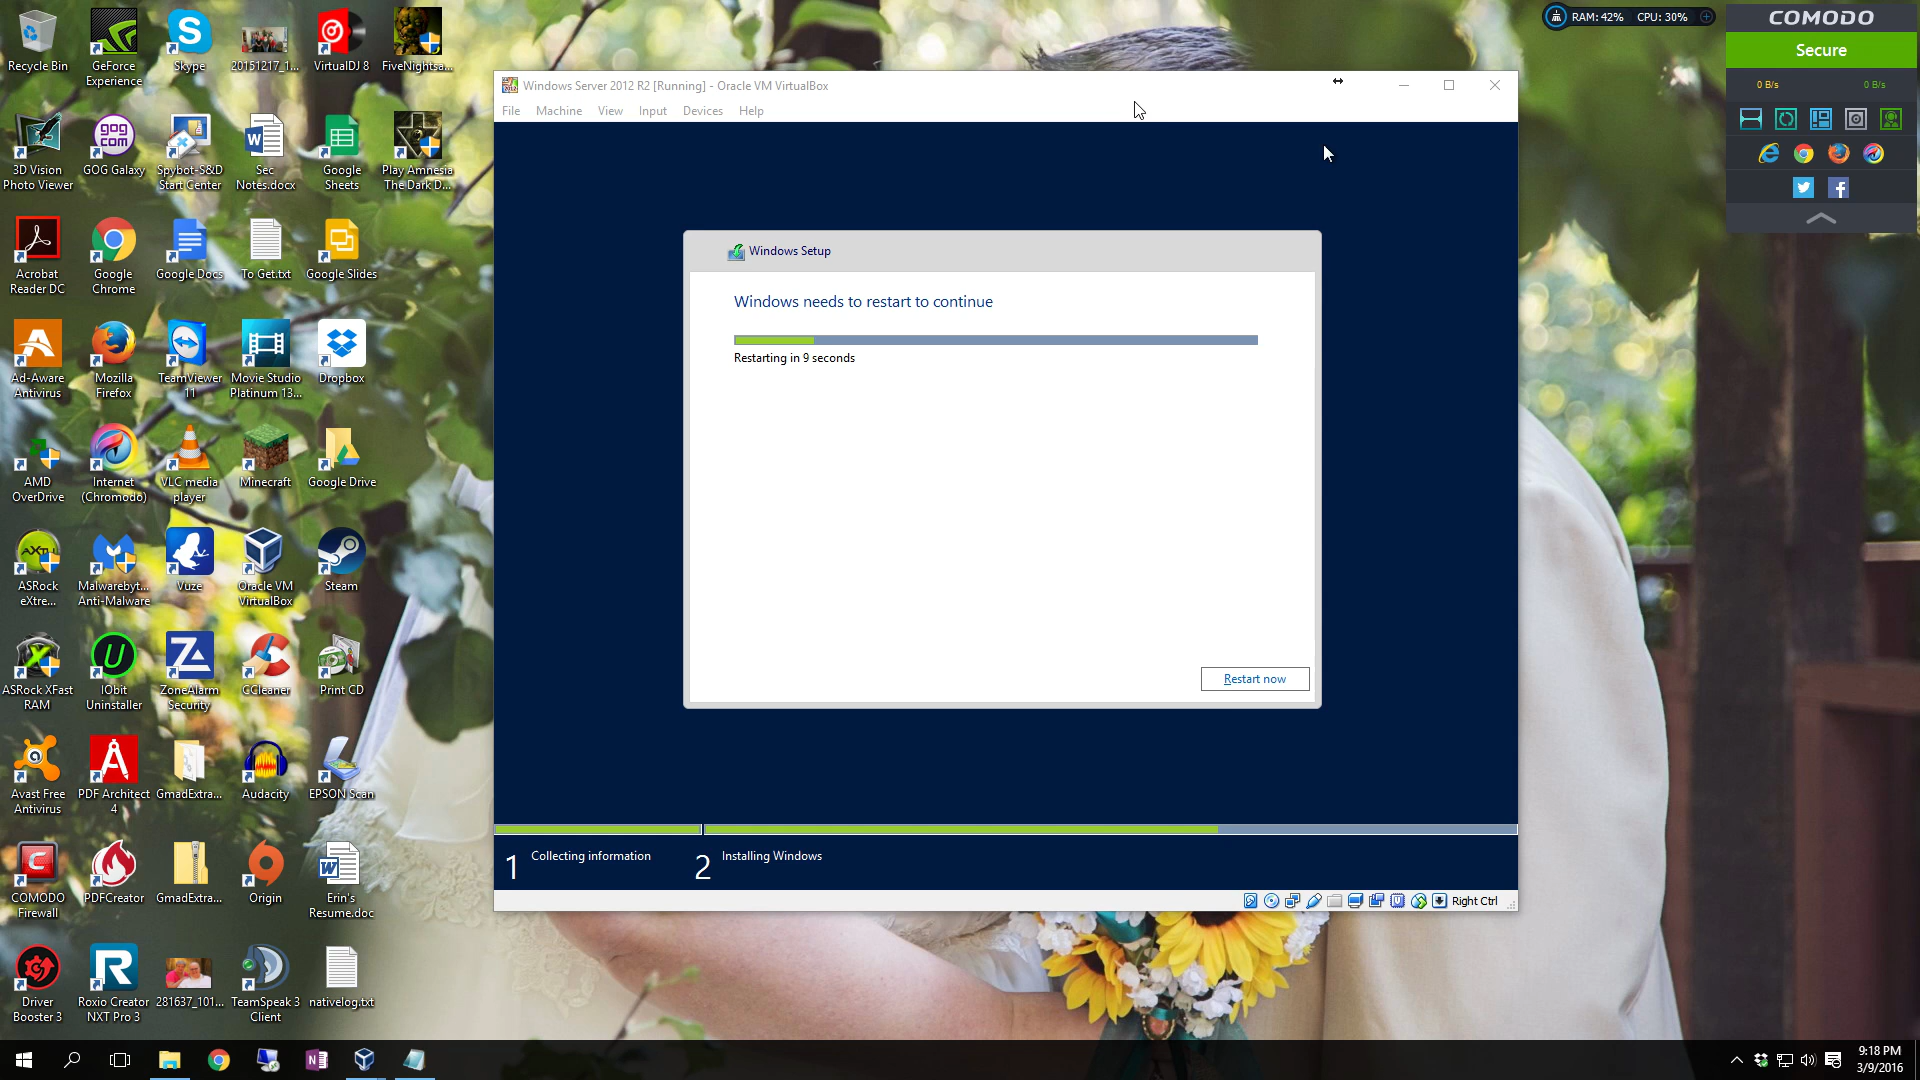 Recycle Bin
GeForce
Experience
Skype
20151217_1...
VirtualDJ 8
FiveNightsa...
3D Vision
Photo Viewer
GOG Galaxy
Spybot-S&D
Start Center
Sec
Notes.docx
Google
Sheets
Play Amnesia
The Dark D...
Acrobat
Reader DC
Google
Chrome
Google Docs
To Get.txt
Google Slides
Ad-Aware
Antivirus
Mozilla
Firefox
TeamViewer
11
Movie Studio
Platinum 13...
Dropbox
AMD
OverDrive
Internet
(Chromodo)
VLC media
player
Minecraft
Google Drive
ASRock
eXtre...
Malwarebyt...
Anti-Malware
Vuze
Oracle VM
VirtualBox
Steam
ASRock XFast
RAM
IObit
Uninstaller
ZoneAlarm
Security
CCleaner
Print CD
Avast Free
Antivirus
PDF Architect
4
GmadExtra...
Audacity
EPSON Scan
COMODO
Firewall
PDFCreator
GmadExtra...
Origin
Erin's
Resume.doc
Driver
Booster 3
Roxio Creator
NXT Pro 3
281637_101...
TeamSpeak 3
Client
nativelog.txt
gog
com
AXTU
Windows Server 2012 R2 [Running] - Oracle VM VirtualBox
File Machine View Input Devices Help
Windows Setup
Windows needs to restart to continue
Restarting in 9 seconds
Restart now
1 Collecting information
2 Installing Windows
Right Ctrl
RAM: 42% CPU: 30%
COMODO
Secure
0 B/s 0 B/s
9:18 PM
3/9/2016